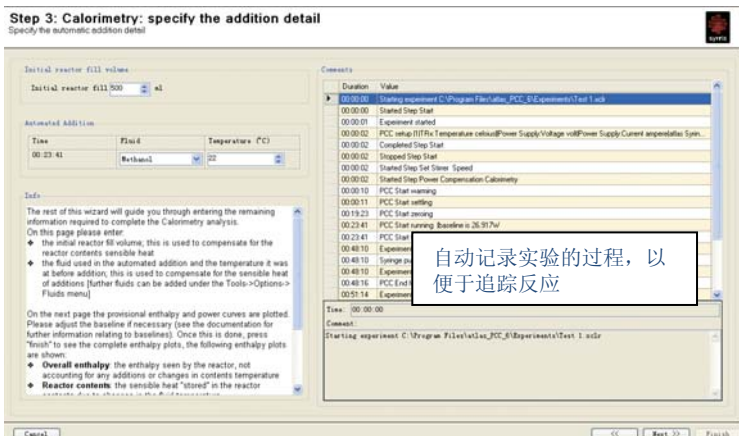 Step 3: Calorimetry: specify the addition detail
Specify the automatic addition detail
syrris
Initial reactor fill volume
Initial reactor fill 500 ml
Automated Addition
Time Fluid Temperature (°C)
00:23:41 Methanol 22
Info
The rest of this wizard will guide you through entering the remaining
information required to complete the Calorimetry analysis.
On this page please enter:
the initial reactor fill volume; this is used to compensate for the
reactor contents sensible heat
the fluid used in the automated addition and the temperature it was
at before addition; this is used to compensate for the sensible heat
of additions [further fluids can be added under the Tools->Options->
Fluids menu]
On the next page the provisional enthalpy and power curves are plotted.
Please adjust the baseline if necessary (see the documentation for
further information relating to baselines). Once this is done, press
"finish" to see the complete enthalpy plots, the following enthalpy plots
are shown:
Overall enthalpy: the enthalpy seen by the reactor, not
accounting for any additions or changes in contents temperature
Reactor contents: the sensible heat "stored" in the reactor
Comments
Duration Value
00:00:00 Starting experiment C:\Program Files\atlas_PCC_6\Experiments\Test 1.xclr
00:00:00 Started Step Start
00:00:01 Experiment started
00:00:02 PCC setup
00:00:02 Completed Step Start
00:00:02 Stopped Step Start
00:00:02 Started Step Set Stirrer Speed
00:00:02 Started Step Power Compensation Calorimetry
00:00:10 PCC Start warming
00:00:11 PCC Start settling
00:19:23 PCC Start zeroing
00:23:41 PCC Start running (baseline is 26.917W
00:23:41 PCC Start
00:48:10 Experimen
00:48:10 Syringe pu
00:48:10 Experimen
00:48:16 PCC End
00:51:14 Experimen
自动记录实验的过程，以
便于追踪反应
Time: 00:00:00
Comment:
Starting experiment C:\Program Files\atlas_PCC_6\Experiments\Test 1.xclr
Cancel << Next >> Finish